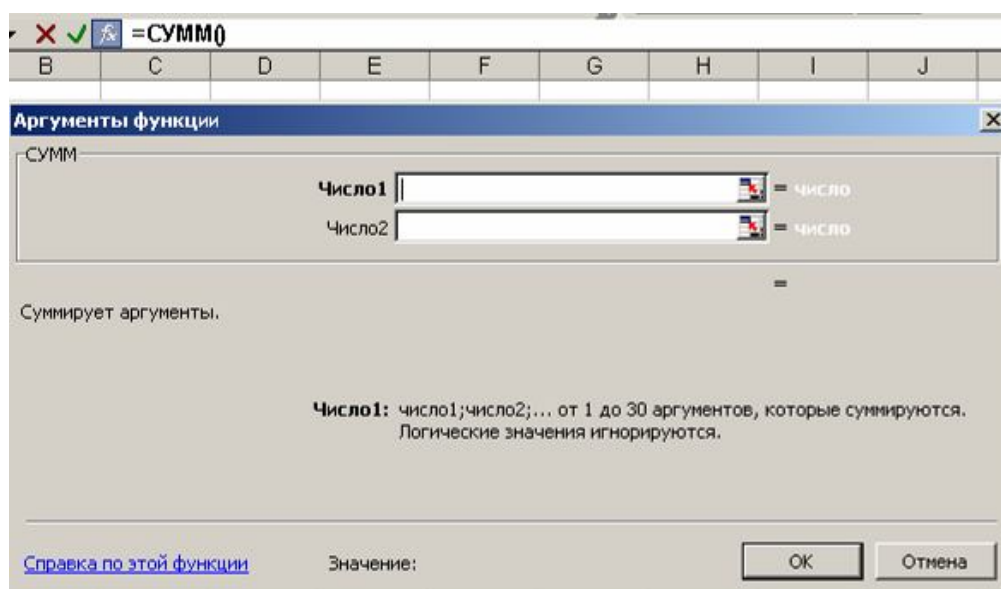 =СУММ()
B C D E F G H I J
Аргументы функции
СУММ
Число1 = число
Число2 = число
=
Суммирует аргументы.
Число1: число1;число2;... от 1 до 30 аргументов, которые суммируются.
Логические значения игнорируются.
Справка по этой функции Значение: OK Отмена